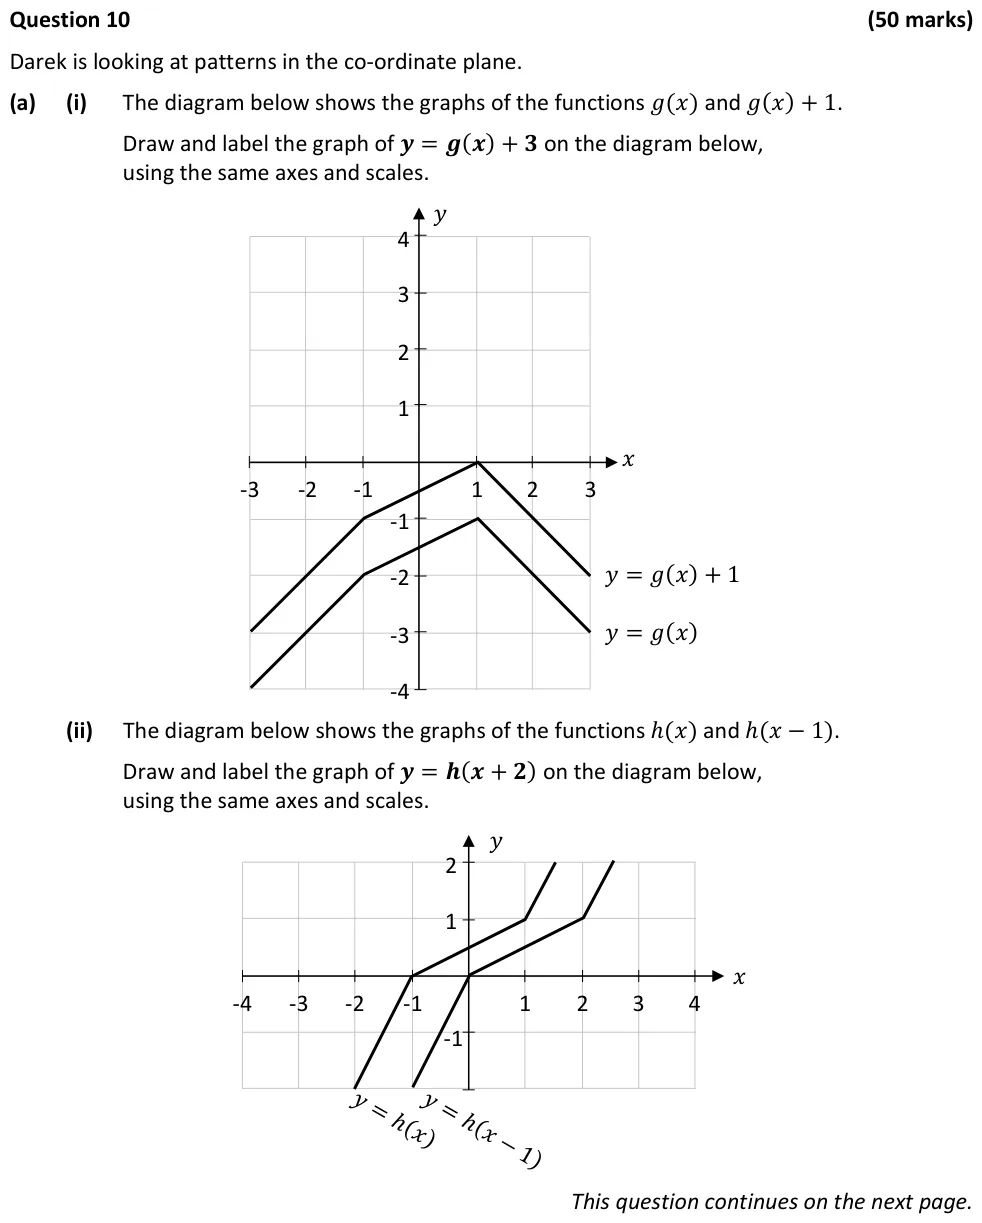 Question 10 (50 marks)
Darek is looking at patterns in the co-ordinate plane.
(a) (i) The diagram below shows the graphs of the functions g(x) and g(x) + 1.
Draw and label the graph of y = g(x) + 3 on the diagram below,
using the same axes and scales.
y
4
3
2
1
x
-3 -2 -1 1 2 3
-1
-2
y = g(x) + 1
-3
y = g(x)
-4
(ii) The diagram below shows the graphs of the functions h(x) and h(x − 1).
Draw and label the graph of y = h(x + 2) on the diagram below,
using the same axes and scales.
y
2
1
x
-4 -3 -2 -1 1 2 3 4
-1
y = h(x)
y = h(x − 1)
This question continues on the next page.